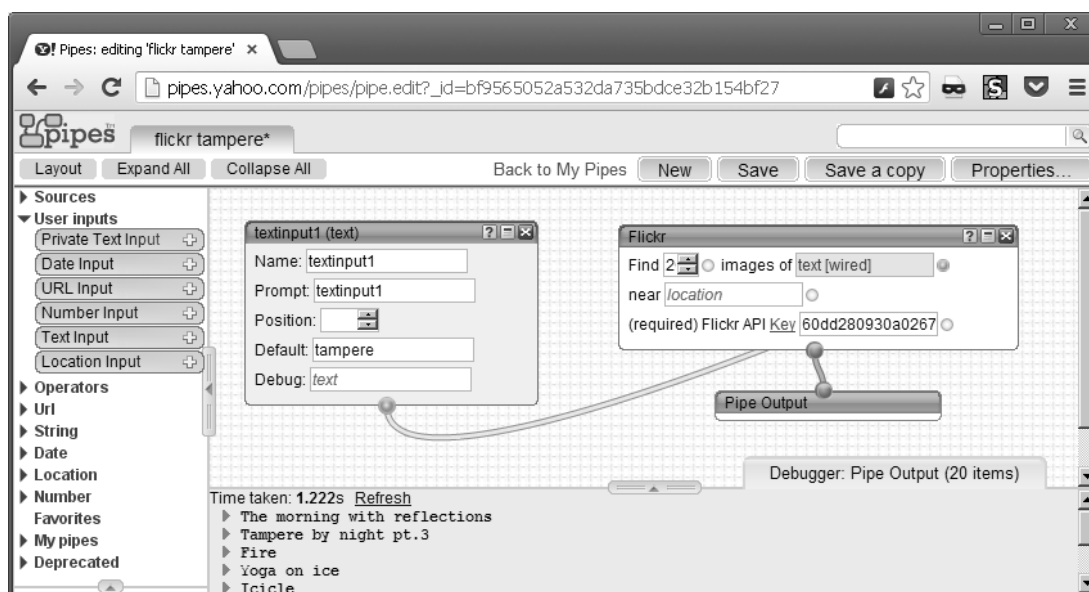 Pipes: editing 'flickr tampere'
pipes.yahoo.com/pipes/pipe.edit?_id=bf9565052a532da735bdce32b154bf27
pipes
flickr tampere*
Layout Expand All Collapse All Back to My Pipes New Save Save a copy Properties...
Sources
User inputs
Private Text Input
Date Input
URL Input
Number Input
Text Input
Location Input
Operators
Url
String
Date
Location
Number
Favorites
My pipes
Deprecated
textinput1 (text)
Name: textinput1
Prompt: textinput1
Position:
Default: tampere
Debug: text
Flickr
Find 2 images of text [wired]
near location
(required) Flickr API Key 60dd280930a0267
Pipe Output
Debugger: Pipe Output (20 items)
Time taken: 1.222s Refresh
The morning with reflections
Tampere by night pt.3
Fire
Yoga on ice
Icicle